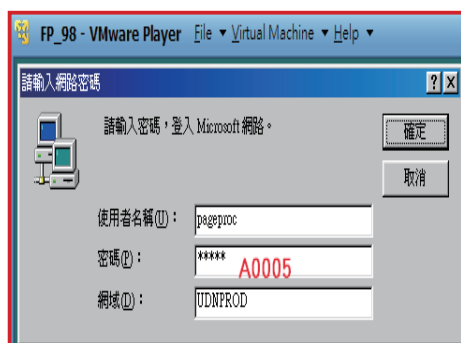 FP_98 - VMware Player File ▾ Virtual Machine ▾ Help ▾
請輸入網路密碼
請輸入密碼，登入 Microsoft 網路。
確定
取消
使用者名稱(U)： pageproc
密碼(P)： ***** A0005
網域(D)： UDNPROD